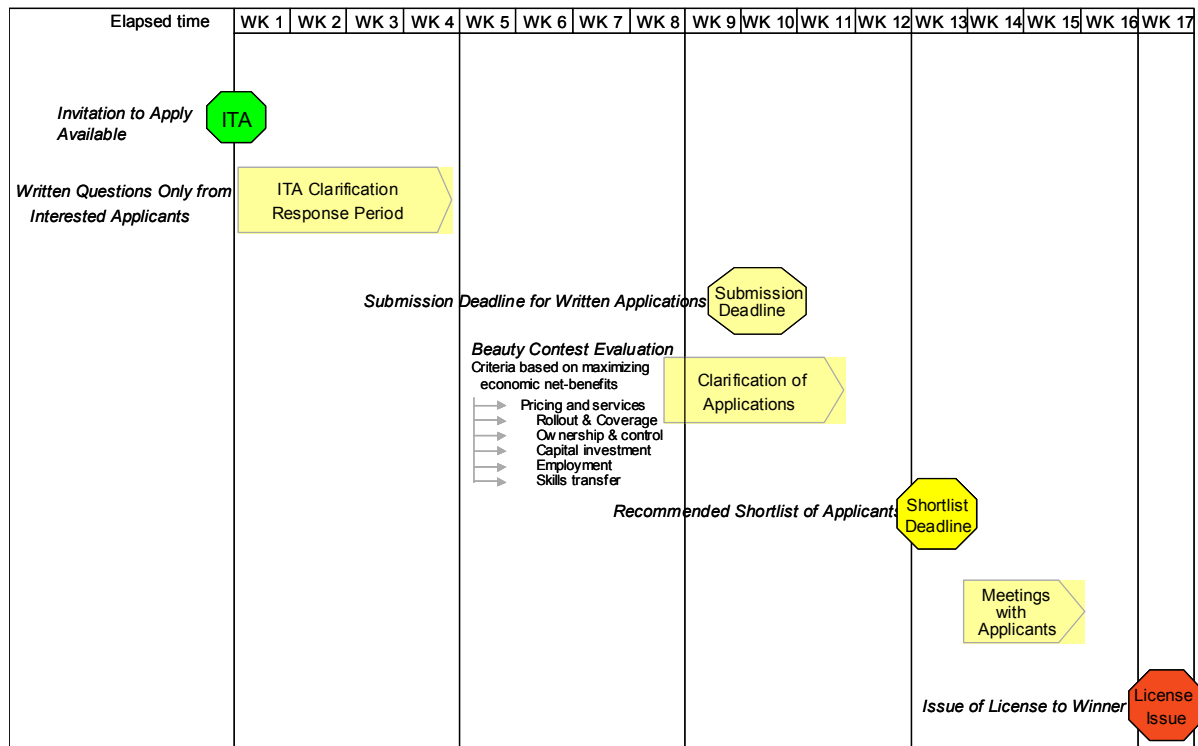 Elapsed time WK 1 WK 2 WK 3 WK 4 WK 5 WK 6 WK 7 WK 8 WK 9 WK 10 WK 11 WK 12 WK 13 WK 14 WK 15 WK 16 WK 17
Invitation to Apply
Available
ITA
Written Questions Only from
Interested Applicants
ITA Clarification
Response Period
Submission Deadline for Written Applications
Submission
Deadline
Beauty Contest Evaluation
Criteria based on maximizing
economic net-benefits
Pricing and services
Rollout & Coverage
Ownership & control
Capital investment
Employment
Skills transfer
Clarification of
Applications
Recommended Shortlist of Applicants
Shortlist
Deadline
Meetings
with
Applicants
Issue of License to Winner
License
Issue